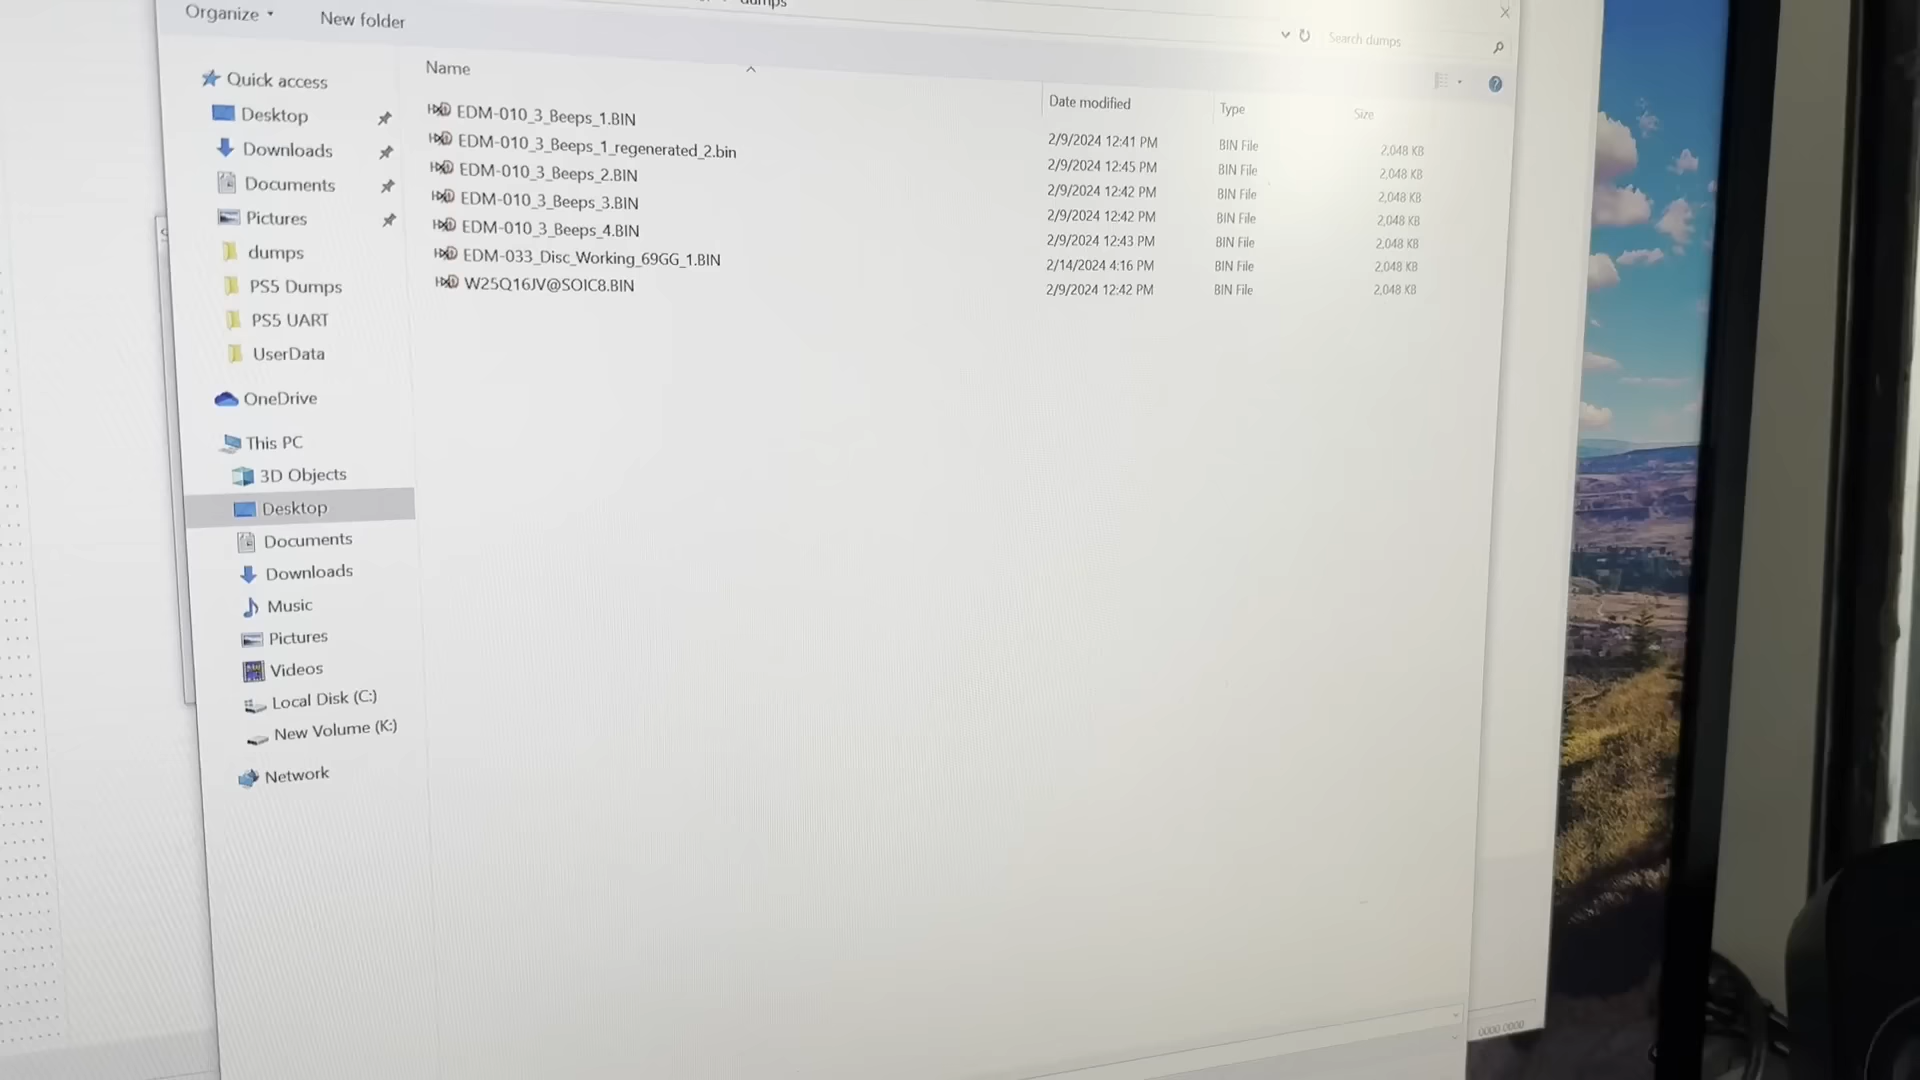 dumps
Organize
New folder
Search dumps
Name
Date modified
Type
Size
EDM-010_3_Beeps_1.BIN
2/9/2024 12:41 PM
BIN File
2,048 KB
EDM-010_3_Beeps_1_regenerated_2.bin
2/9/2024 12:45 PM
BIN File
2,048 KB
EDM-010_3_Beeps_2.BIN
2/9/2024 12:42 PM
BIN File
2,048 KB
EDM-010_3_Beeps_3.BIN
2/9/2024 12:42 PM
BIN File
2,048 KB
EDM-010_3_Beeps_4.BIN
2/9/2024 12:43 PM
BIN File
2,048 KB
EDM-033_Disc_Working_69GG_1.BIN
2/14/2024 4:16 PM
BIN File
2,048 KB
W25Q16JV@SOIC8.BIN
2/9/2024 12:42 PM
BIN File
2,048 KB
Quick access
Desktop
Downloads
Documents
Pictures
dumps
PS5 Dumps
PS5 UART
UserData
OneDrive
This PC
3D Objects
Desktop
Documents
Downloads
Music
Pictures
Videos
Local Disk (C:)
New Volume (K:)
Network
0000 0000